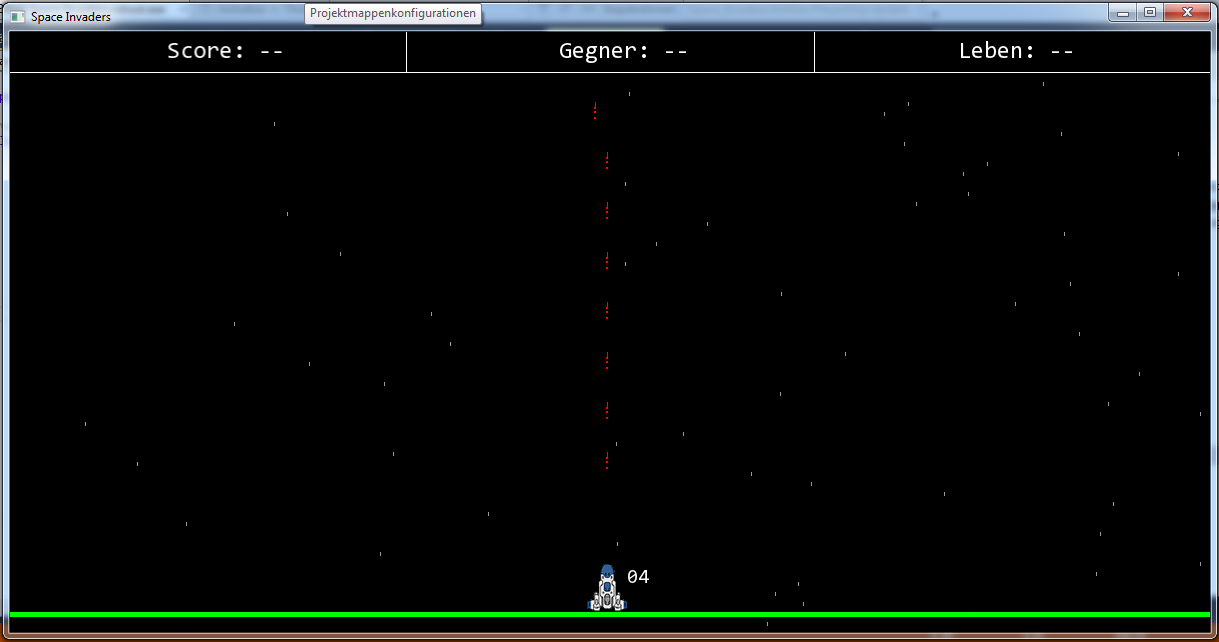 Space Invaders
Projektmappenkonfigurationen
Score: --
Gegner: --
Leben: --
04